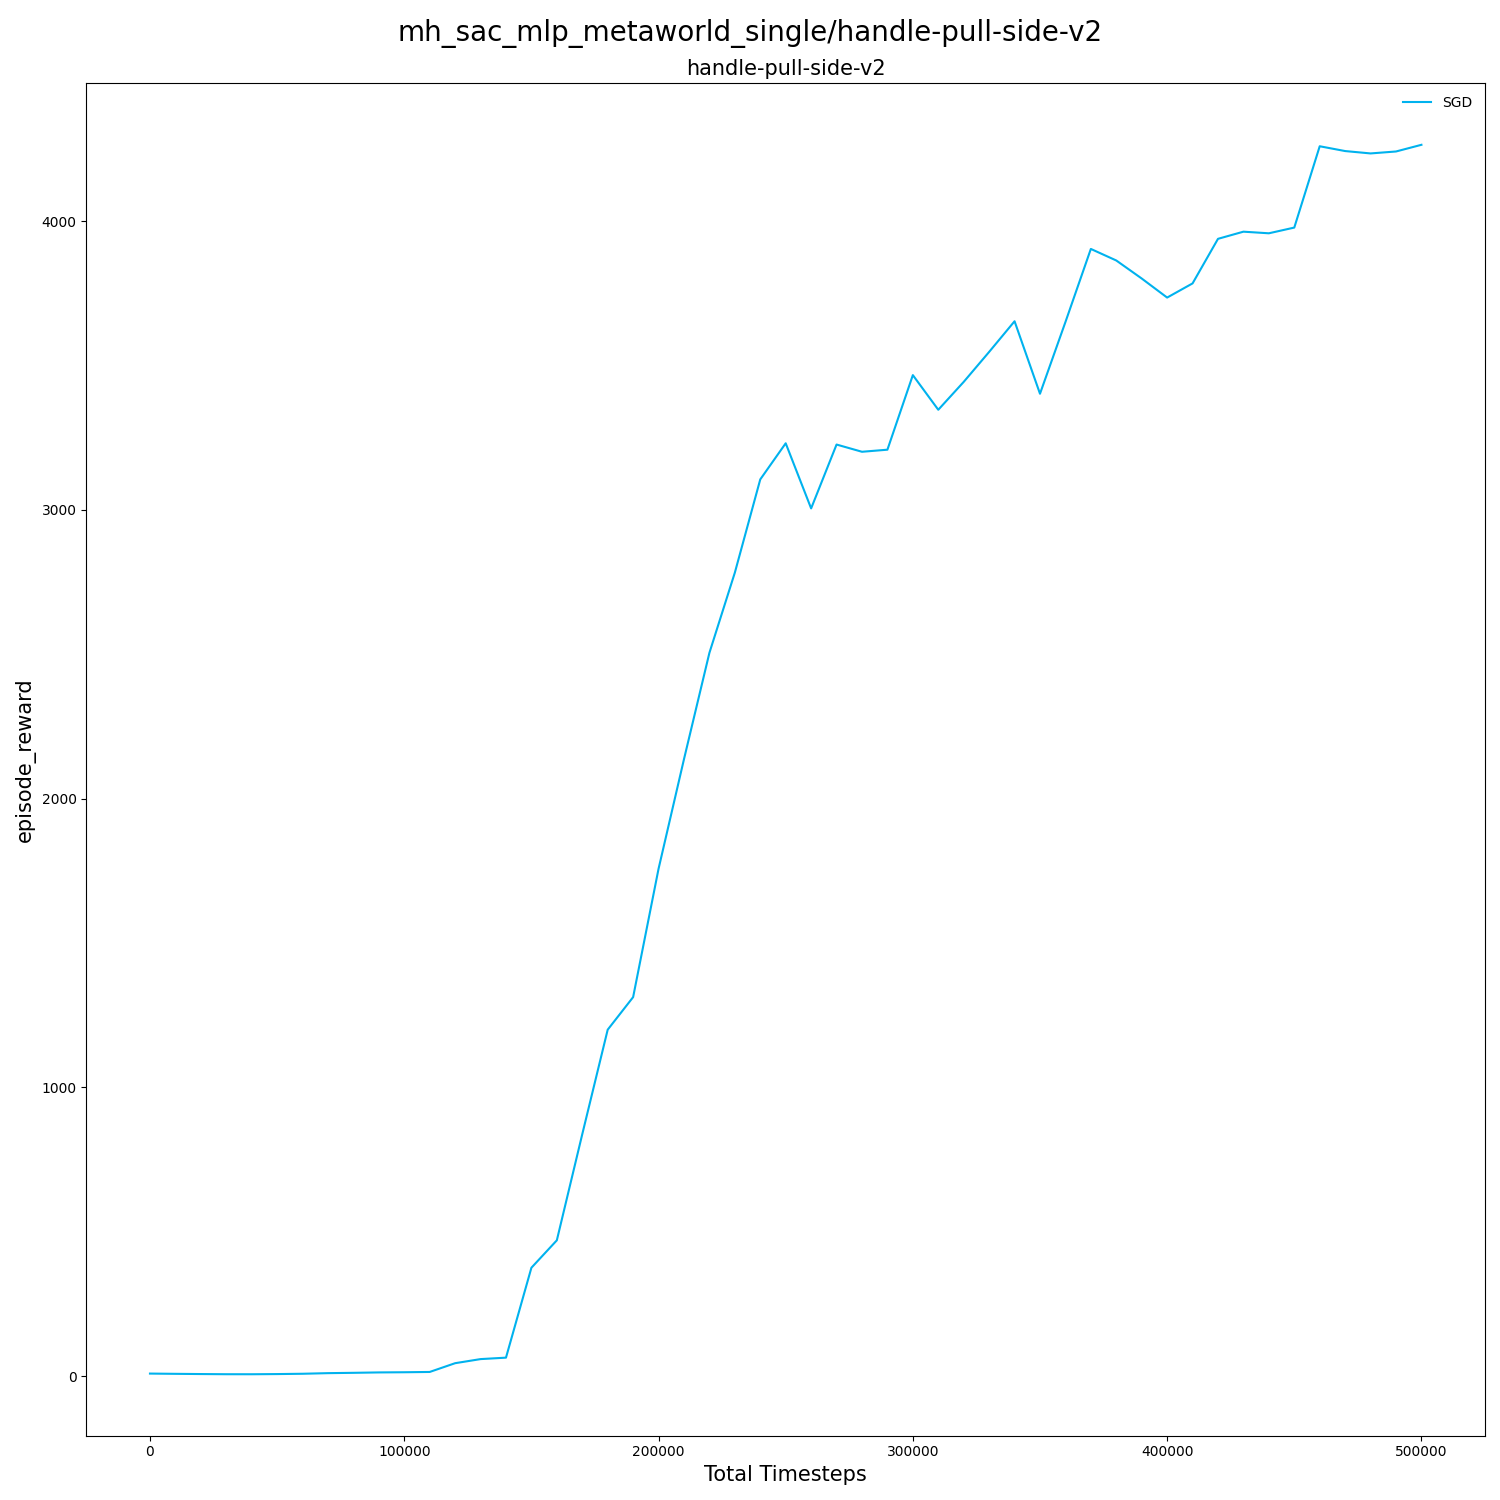 mh_sac_mlp_metaworld_single/handle-pull-side-v2
handle-pull-side-v2
SGD
episode_reward
4000
3000
2000
1000
0
0 100000 200000 300000 400000 500000
Total Timesteps